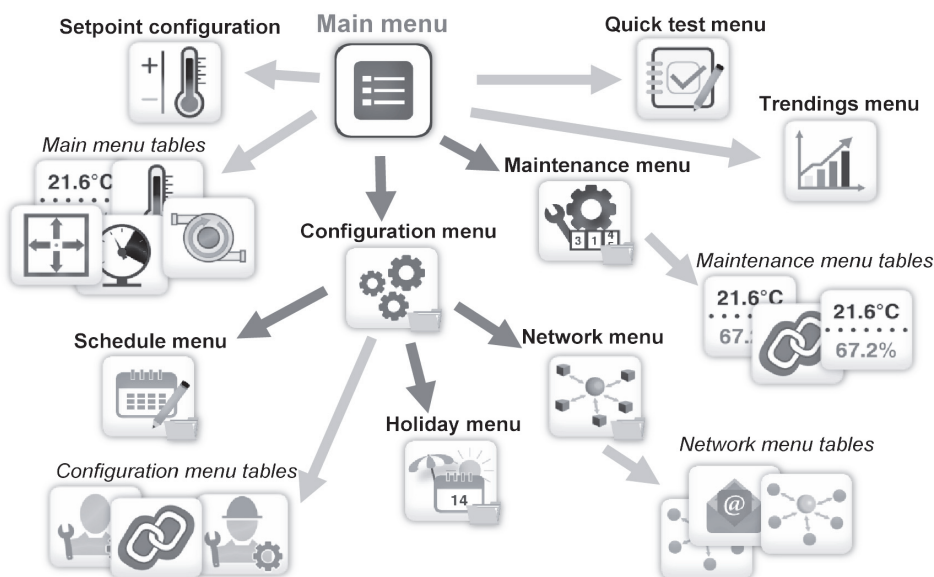 Main menu
Setpoint configuration
Quick test menu
Trendings menu
Main menu tables
21.6°C
Maintenance menu
3 1 4
Configuration menu
Maintenance menu tables
21.6°C
67.
21.6°C
67.2%
Schedule menu
Network menu
Holiday menu
14
Configuration menu tables
Network menu tables
@